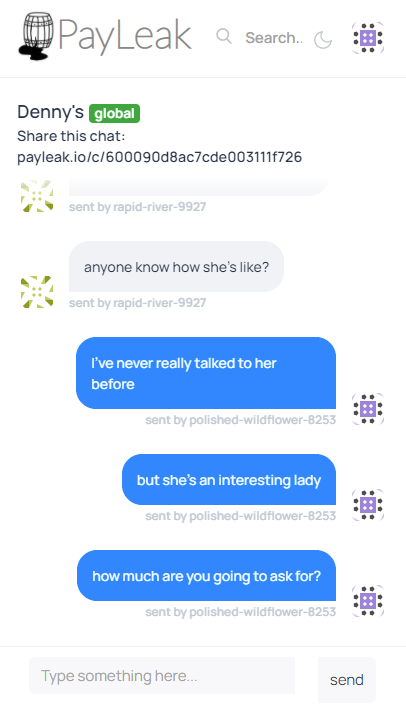 PayLeak
Search..
Denny's global
Share this chat:
payleak.io/c/600090d8ac7cde003111f726
sent by rapid-river-9927
anyone know how she's like?
sent by rapid-river-9927
I've never really talked to her
before
sent by polished-wildflower-8253
but she's an interesting lady
sent by polished-wildflower-8253
how much are you going to ask for?
sent by polished-wildflower-8253
Type something here...
send